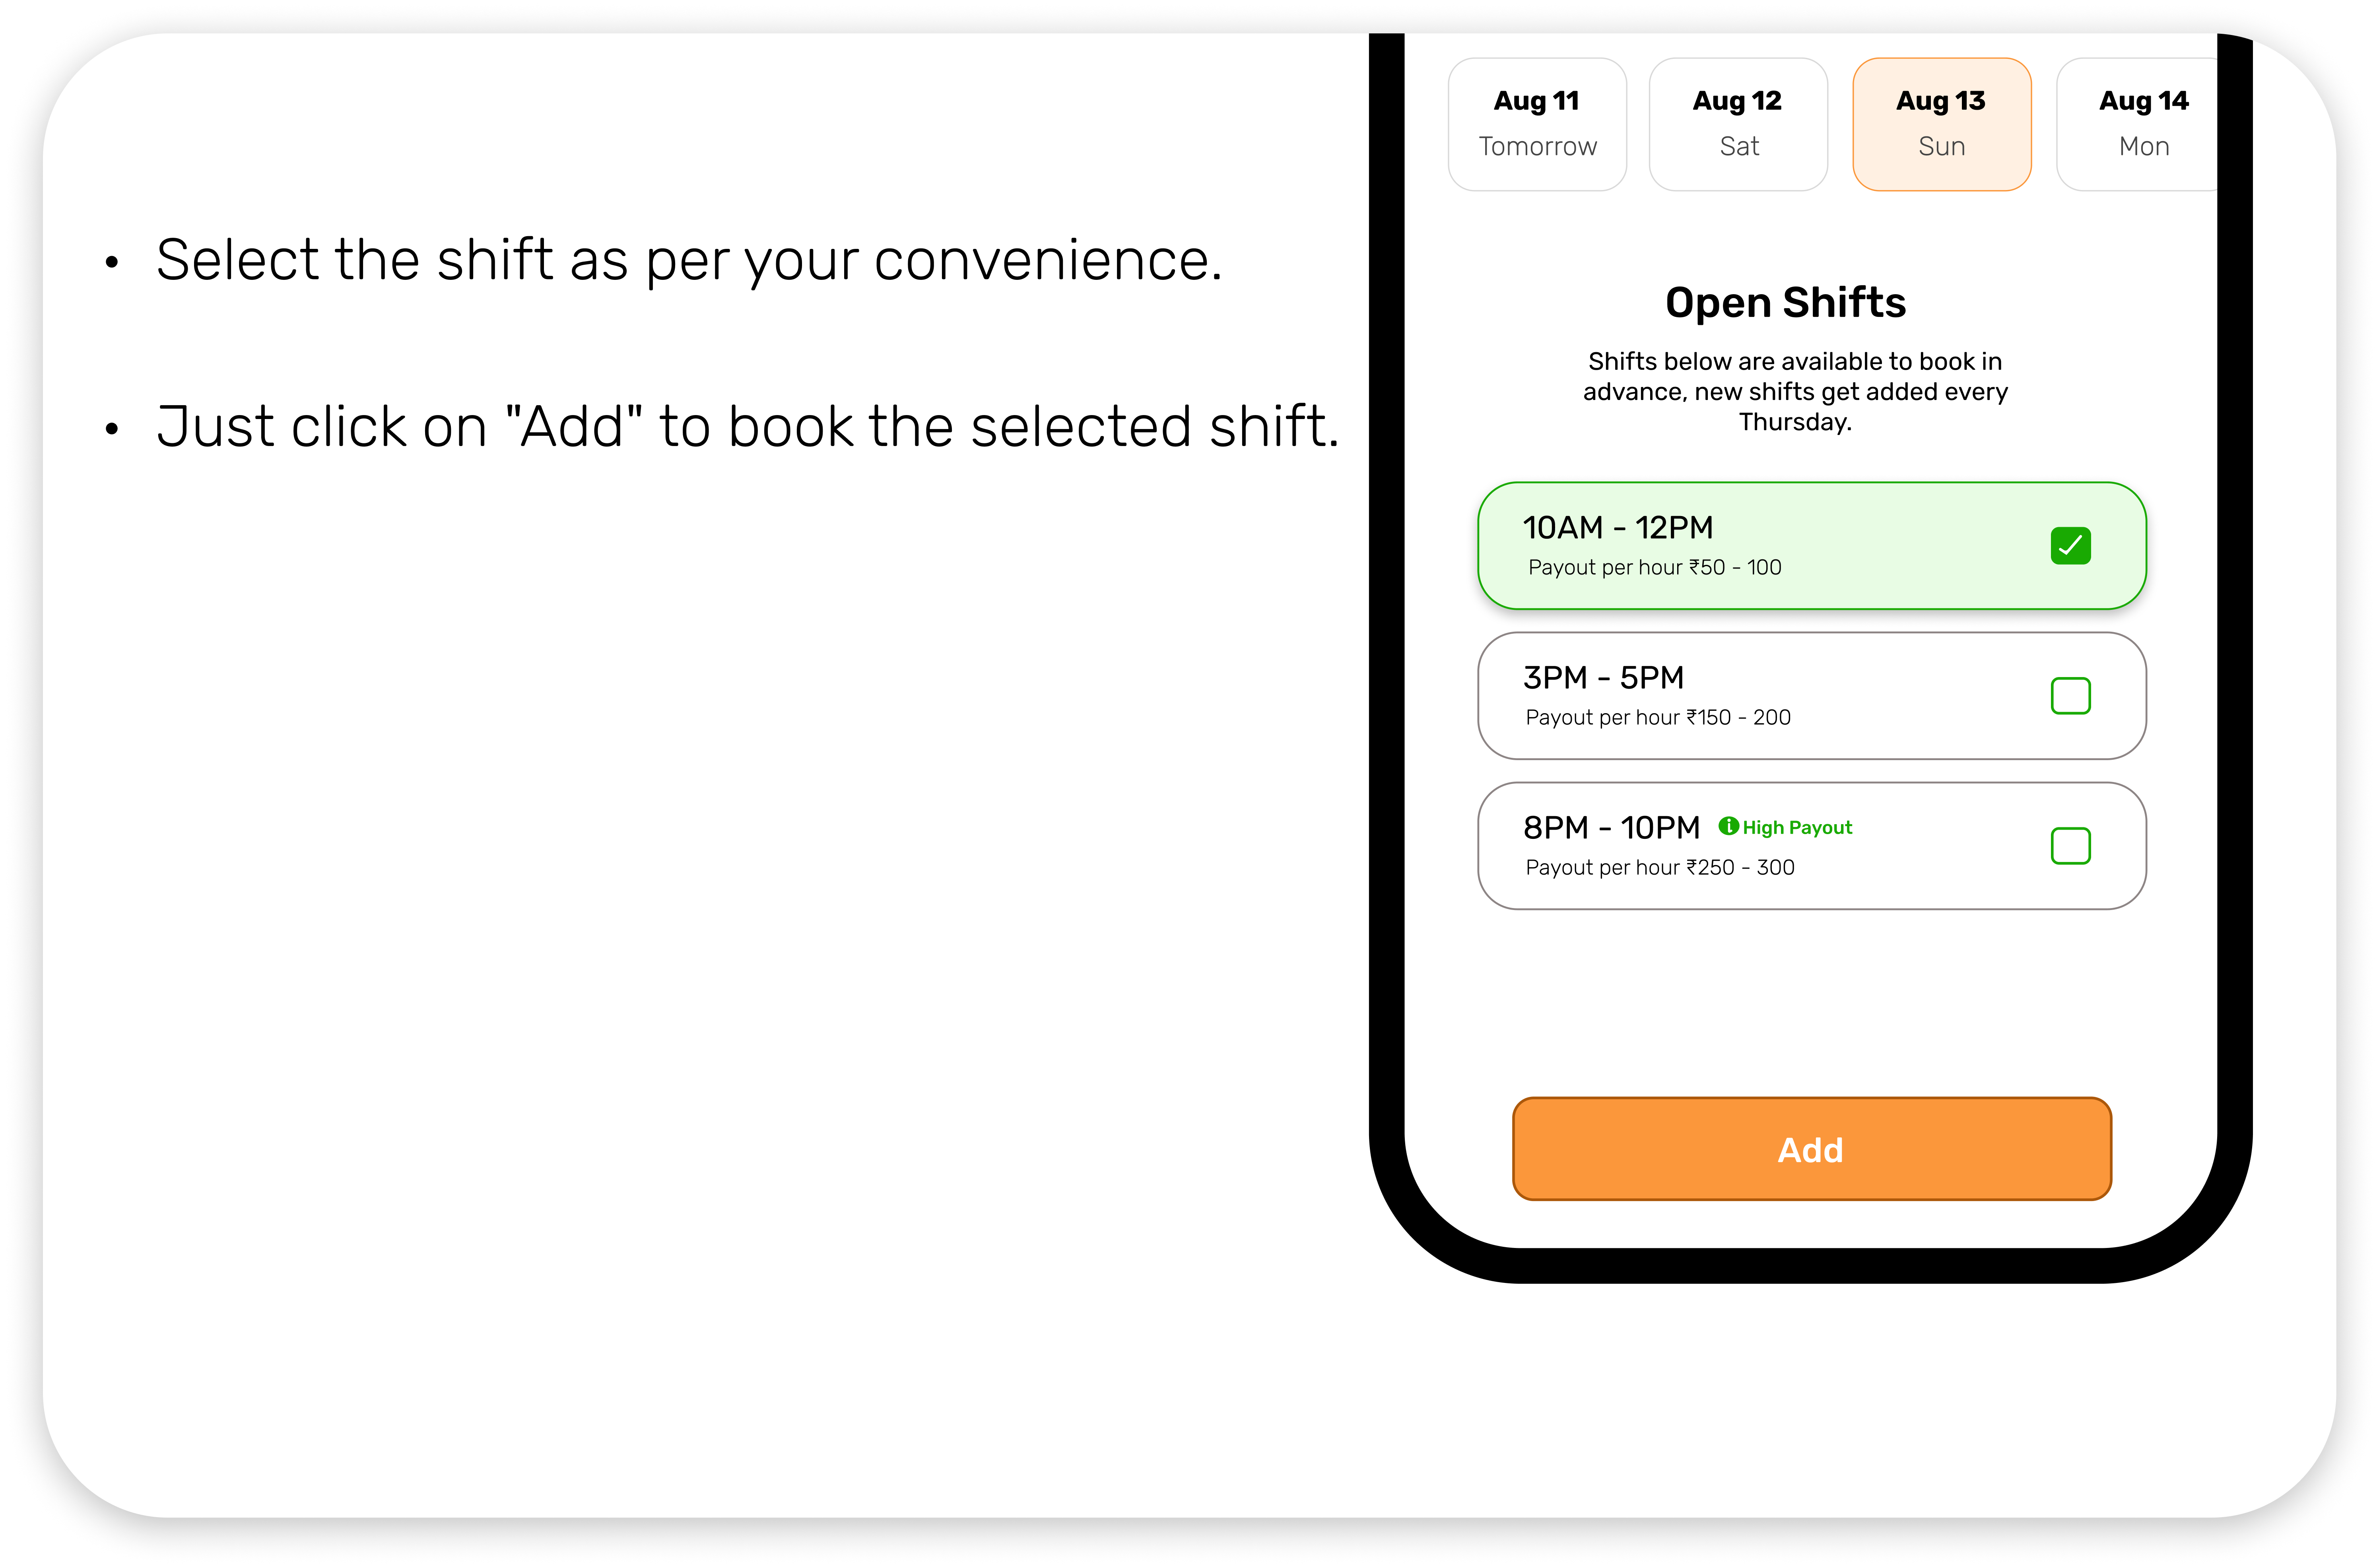 • Select the shift as per your convenience.
• Just click on "Add" to book the selected shift.
Aug 11
Tomorrow
Aug 12
Sat
Aug 13
Sun
Aug 14
Mon
Open Shifts
Shifts below are available to book in
advance, new shifts get added every
Thursday.
10AM - 12PM
Payout per hour ₹50 - 100
3PM - 5PM
Payout per hour ₹150 - 200
8PM - 10PM High Payout
Payout per hour ₹250 - 300
Add